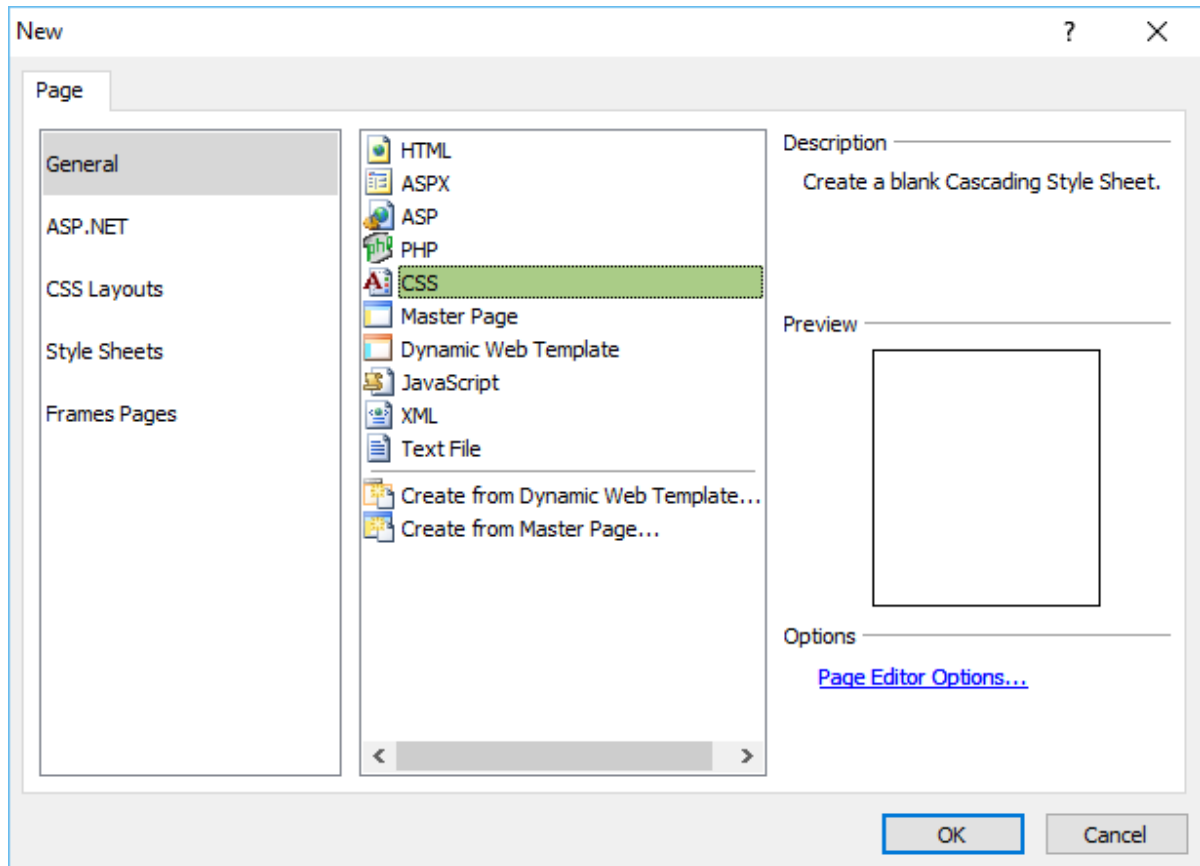 New
?
Page
General
ASP.NET
CSS Layouts
Style Sheets
Frames Pages
HTML
ASPX
ASP
php
PHP
A
CSS
Master Page
Dynamic Web Template
JavaScript
XML
Text File
Create from Dynamic Web Template...
Create from Master Page...
Description
Create a blank Cascading Style Sheet.
Preview
Options
Page Editor Options...
OK
Cancel